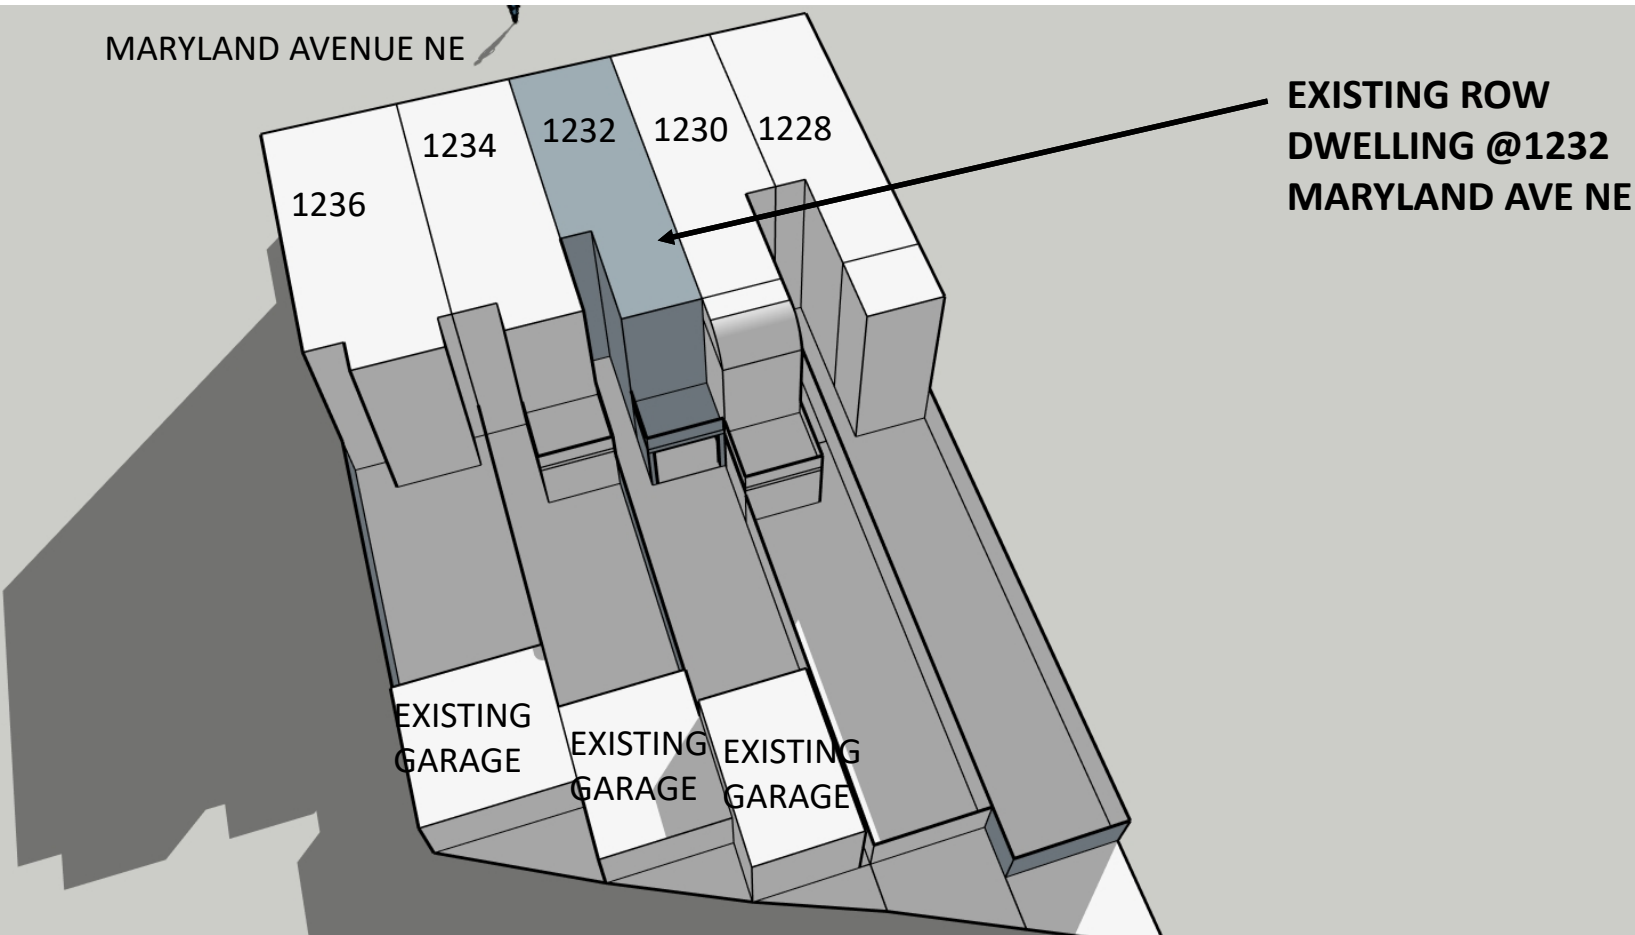 MARYLAND AVENUE NE
EXISTING ROW
DWELLING @1232
MARYLAND AVE NE
1236
1234
1232
1230
1228
EXISTING
GARAGE
EXISTING
GARAGE
EXISTING
GARAGE